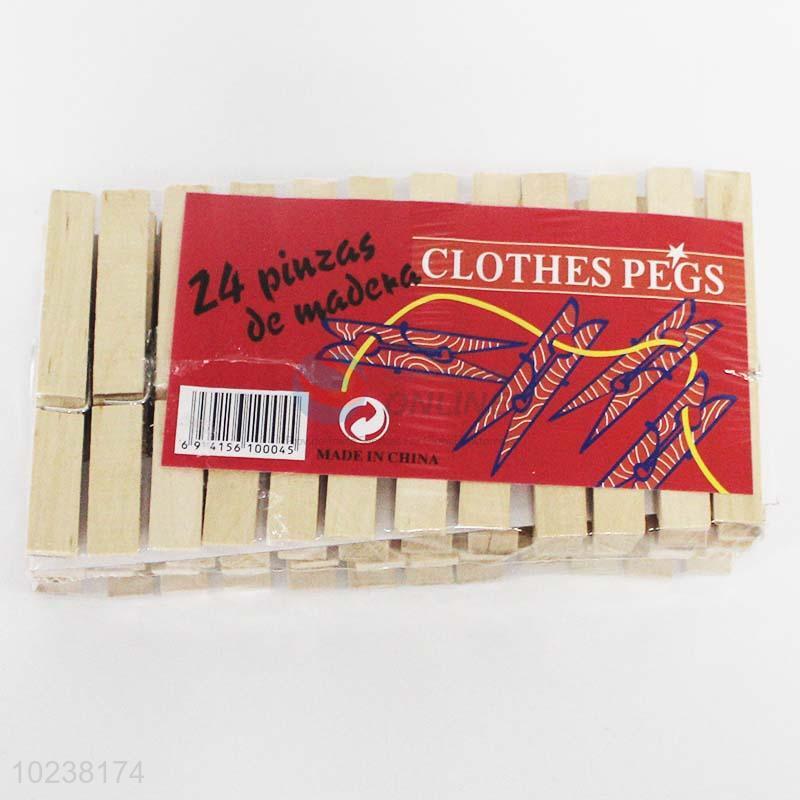 24 pinzas
de madera
CLOTHES PEGS
6 94156 100045
MADE IN CHINA
10238174